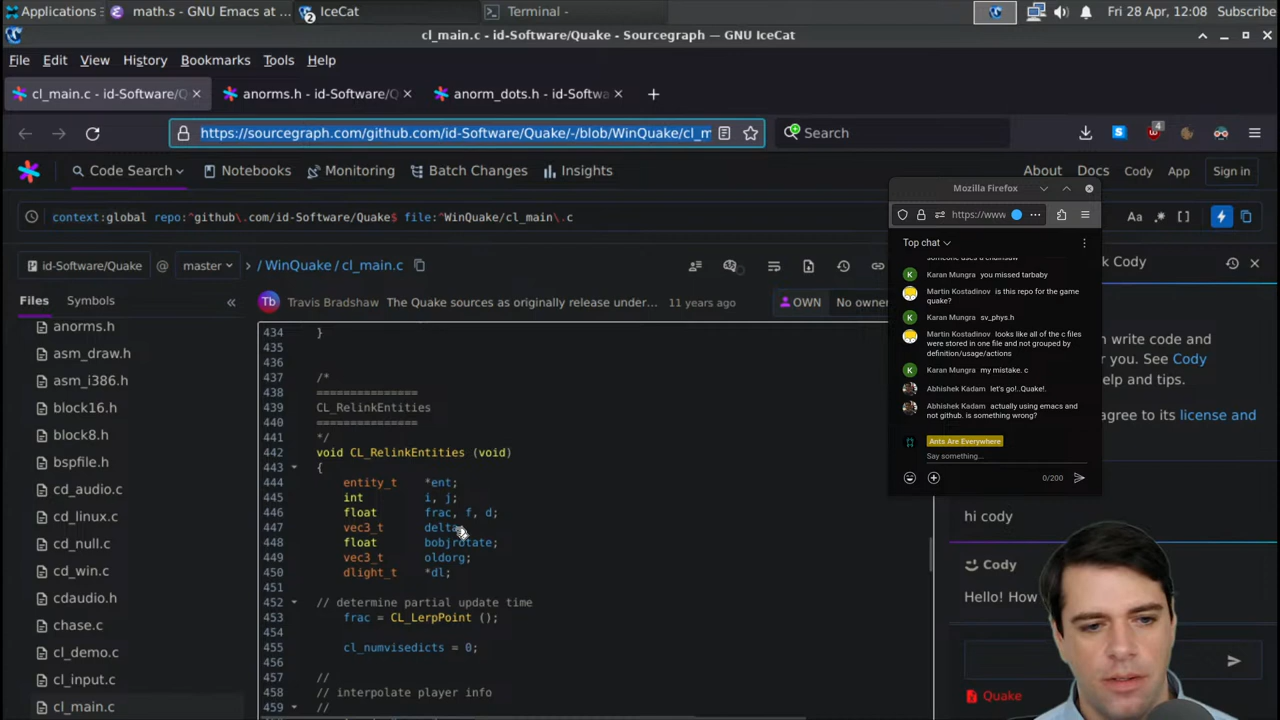 Applications
math.s - GNU Emacs at ...
IceCat
2
Terminal -
Fri 28 Apr, 12:08
Subscribe
cl_main.c - id-Software/Quake - Sourcegraph — GNU IceCat
File Edit View History Bookmarks Tools Help
cl_main.c - id-Software/Q
anorms.h - id-Software/Q
anorm_dots.h - id-Softwa
https://sourcegraph.com/github.com/id-Software/Quake/-/blob/WinQuake/cl_m
Search
4
Code Search
Notebooks
Monitoring
Batch Changes
Insights
About
Docs
Cody
App
Sign in
context:global repo:^github\.com/id-Software/Quake$ file:^WinQuake/cl_main\.c
Aa
id-Software/Quake @ master
/ WinQuake / cl_main.c
Files
Symbols
Tb
Travis Bradshaw The Quake sources as originally release under...
11 years ago
OWN
No owner
anorms.h
asm_draw.h
asm_i386.h
block16.h
block8.h
bspfile.h
cd_audio.c
cd_linux.c
cd_null.c
cd_win.c
cdaudio.h
chase.c
cl_demo.c
cl_input.c
cl_main.c
434 }
435
436
437 /*
438 ===============
439 CL_RelinkEntities
440 ===============
441 */
442 void CL_RelinkEntities (void)
443 {
444 entity_t *ent;
445 int i, j;
446 float frac, f, d;
447 vec3_t delta
448 float bobjrotate;
449 vec3_t oldorg;
450 dlight_t *dl;
451
452 // determine partial update time
453 frac = CL_LerpPoint ();
454
455 cl_numvisedicts = 0;
456
457 //
458 // interpolate player info
459 //
Mozilla Firefox
https://www
Top chat
someone uses a chainsaw
Karan Mungra you missed tarbaby
Martin Kostadinov is this repo for the game
quake?
Karan Mungra sv_phys.h
Martin Kostadinov looks like all of the c files
were stored in one file and not grouped by
definition/usage/actions
Karan Mungra my mistake. c
Abhishek Kadam let's go!..Quake!.
Abhishek Kadam actually using emacs and
not github. is something wrong?
Ants Are Everywhere
Say something...
0/200
k Cody
n write code and
r you. See Cody
elp and tips.
agree to its license and
hi cody
Cody
Hello! How
Quake